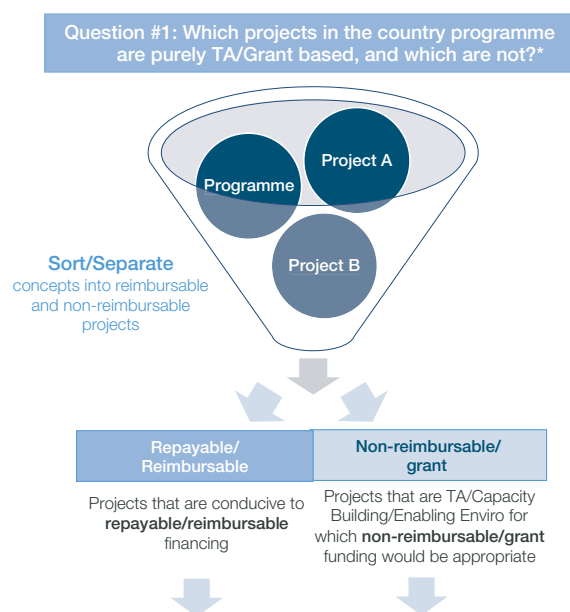 Question #1: Which projects in the country programme
are purely TA/Grant based, and which are not?*
Project A
Programme
Project B
Sort/Separate
concepts into reimbursable
and non-reimbursable
projects
Repayable/
Reimbursable
Non-reimbursable/
grant
Projects that are conducive to
repayable/reimbursable
financing
Projects that are TA/Capacity
Building/Enabling Enviro for
which non-reimbursable/grant
funding would be appropriate